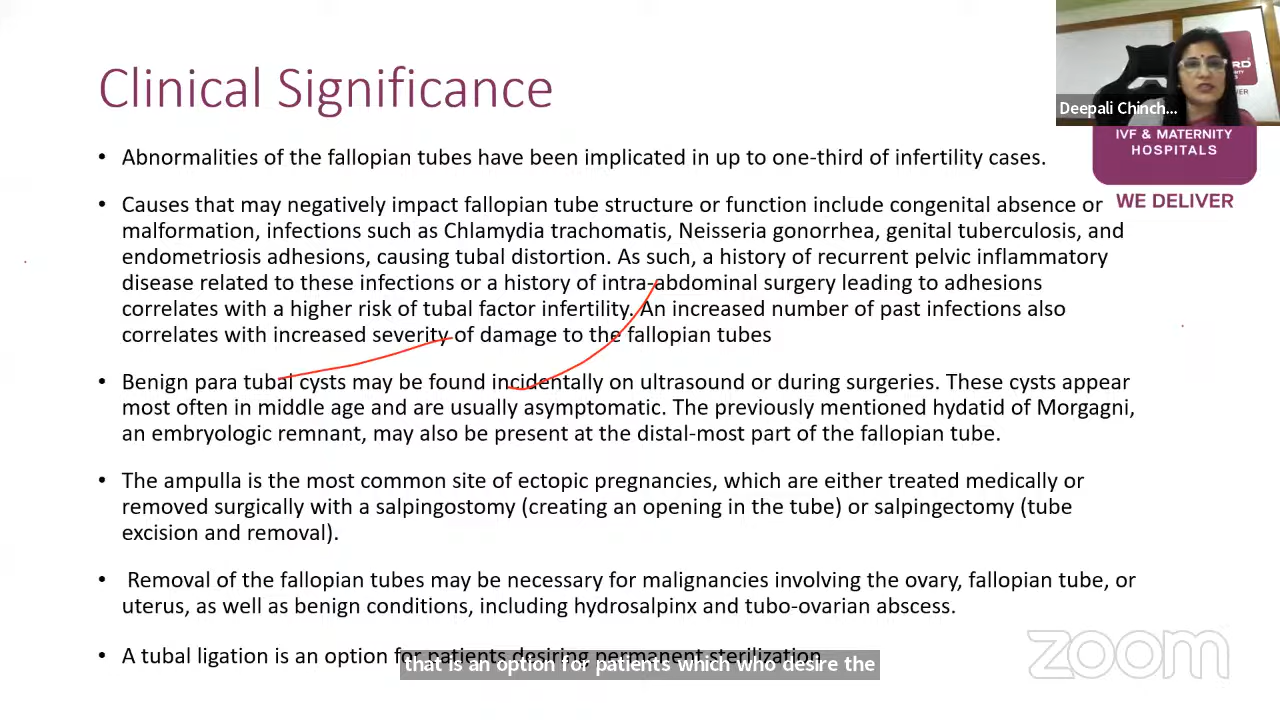 Clinical Significance
Deepali Chinch...
IVF & MATERNITY
HOSPITALS
WE DELIVER
• Abnormalities of the fallopian tubes have been implicated in up to one-third of infertility cases.
• Causes that may negatively impact fallopian tube structure or function include congenital absence or
malformation, infections such as Chlamydia trachomatis, Neisseria gonorrhea, genital tuberculosis, and
endometriosis adhesions, causing tubal distortion. As such, a history of recurrent pelvic inflammatory
disease related to these infections or a history of intra-abdominal surgery leading to adhesions
correlates with a higher risk of tubal factor infertility. An increased number of past infections also
correlates with increased severity of damage to the fallopian tubes
• Benign para tubal cysts may be found incidentally on ultrasound or during surgeries. These cysts appear
most often in middle age and are usually asymptomatic. The previously mentioned hydatid of Morgagni,
an embryologic remnant, may also be present at the distal-most part of the fallopian tube.
• The ampulla is the most common site of ectopic pregnancies, which are either treated medically or
removed surgically with a salpingostomy (creating an opening in the tube) or salpingectomy (tube
excision and removal).
• Removal of the fallopian tubes may be necessary for malignancies involving the ovary, fallopian tube, or
uterus, as well as benign conditions, including hydrosalpinx and tubo-ovarian abscess.
• A tubal ligation is an option for patients desiring permanent sterilization
that is an option for patients which who desire the
zoom